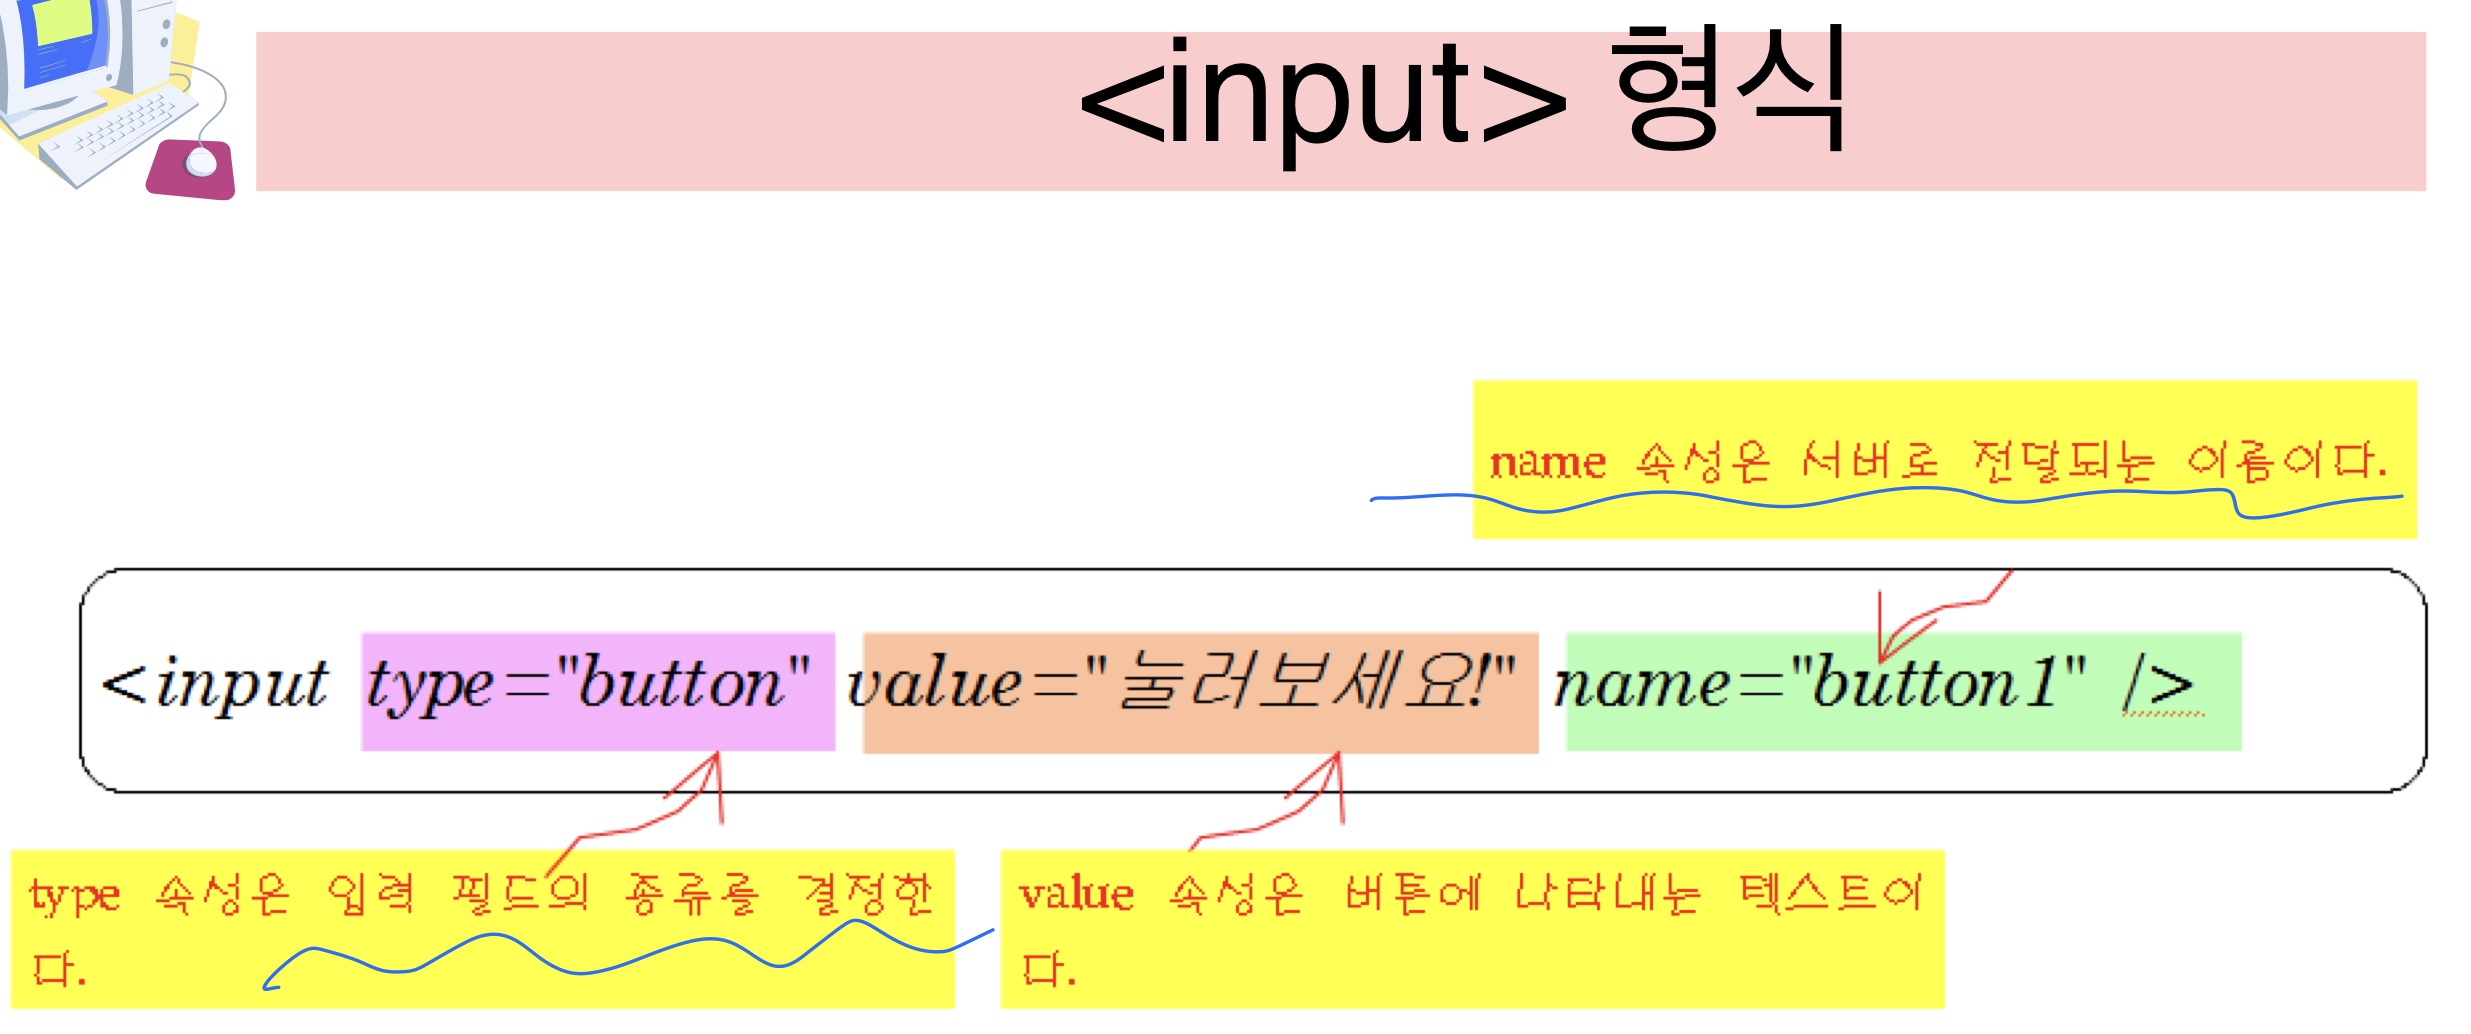 <input> 형식
name 속성은 서버로 전달되는 이름이다.
<input type="button" value="눌러보세요!" name="button1" />
type 속성은 입력 필드의 종류를 결정한
다.
value 속성은 버튼에 나타내는 텍스트이
다.